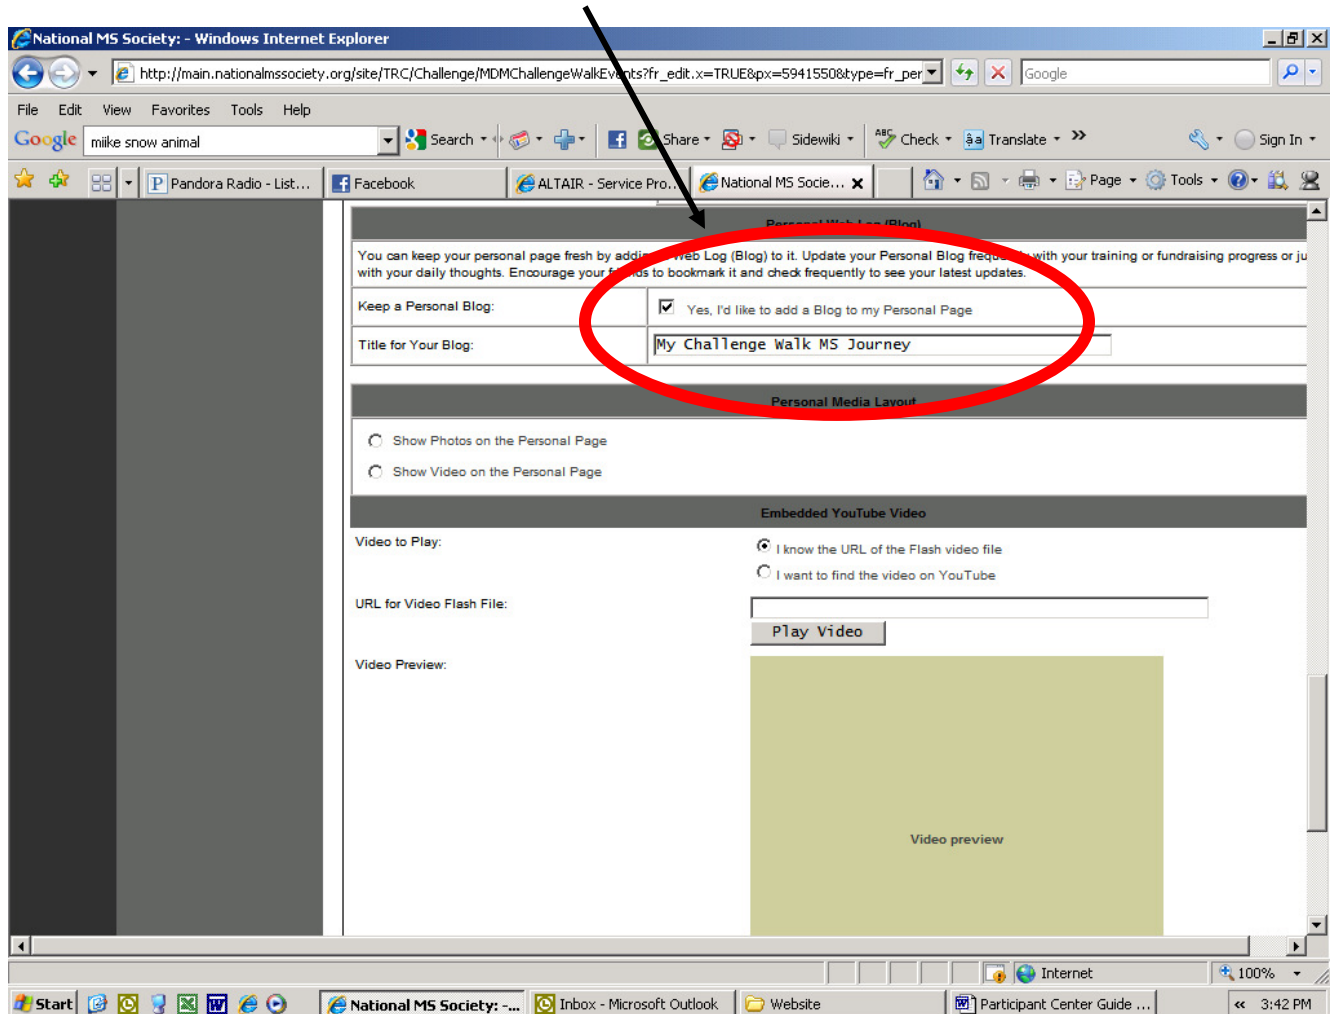 National MS Society: - Windows Internet Explorer
http://main.nationalmssociety.org/site/TRC/Challenge/MDMChallengeWalkEvents?fr_edit.x=TRUE&px=5941550&type=fr_per
Google
File Edit View Favorites Tools Help
Google miike snow animal Search Share Sidewiki ABC Check Translate Sign In
Pandora Radio - List... Facebook ALTAIR - Service Pro... National MS Socie... Page Tools
Personal Web Log (Blog)
You can keep your personal page fresh by adding Web Log (Blog) to it. Update your Personal Blog frequently with your training or fundraising progress or ju
with your daily thoughts. Encourage your friends to bookmark it and check frequently to see your latest updates.
Keep a Personal Blog: Yes, I'd like to add a Blog to my Personal Page
Title for Your Blog: My Challenge Walk MS Journey
Personal Media Layout
Show Photos on the Personal Page
Show Video on the Personal Page
Embedded YouTube Video
Video to Play: I know the URL of the Flash video file
I want to find the video on YouTube
URL for Video Flash File:
Play Video
Video Preview:
Video preview
Internet 100%
Start National MS Society: -... Inbox - Microsoft Outlook Website Participant Center Guide ... « 3:42 PM